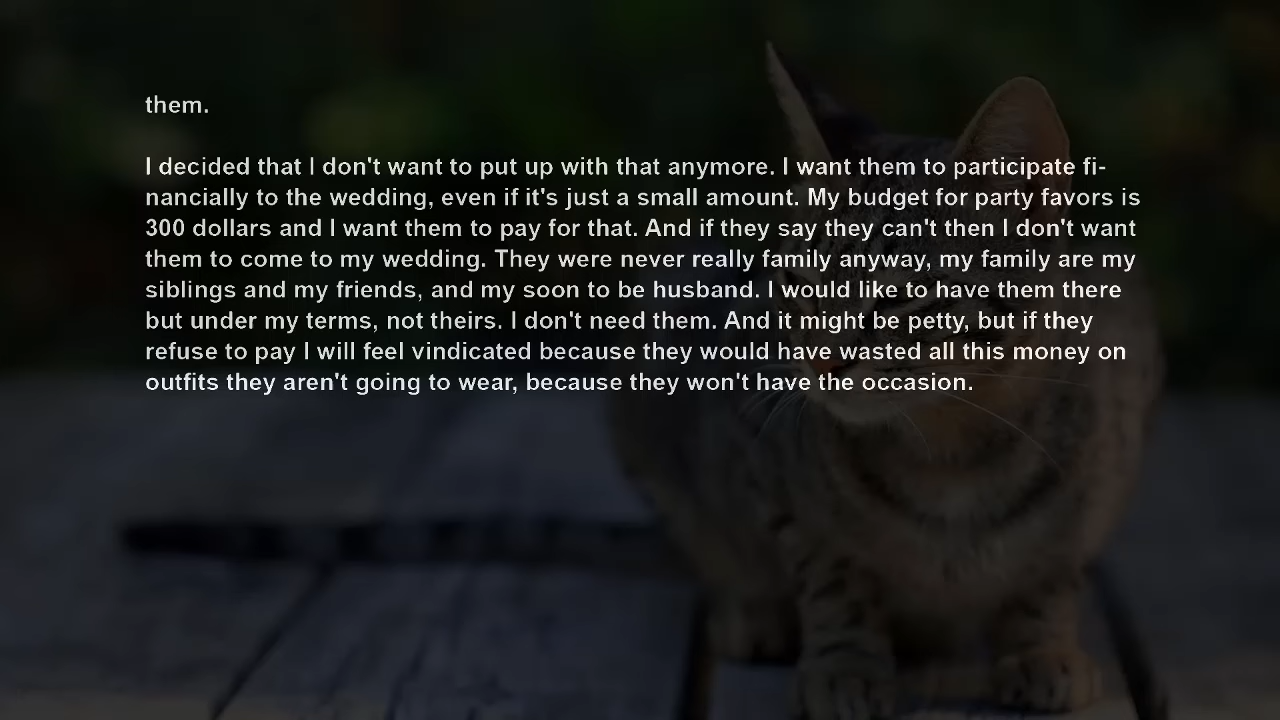 them.
I decided that I don't want to put up with that anymore. I want them to participate fi-
nancially to the wedding, even if it's just a small amount. My budget for party favors is
300 dollars and I want them to pay for that. And if they say they can't then I don't want
them to come to my wedding. They were never really family anyway, my family are my
siblings and my friends, and my soon to be husband. I would like to have them there
but under my terms, not theirs. I don't need them. And it might be petty, but if they
refuse to pay I will feel vindicated because they would have wasted all this money on
outfits they aren't going to wear, because they won't have the occasion.